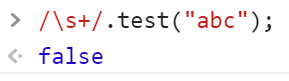 > /\s+/.test("abc");
< false